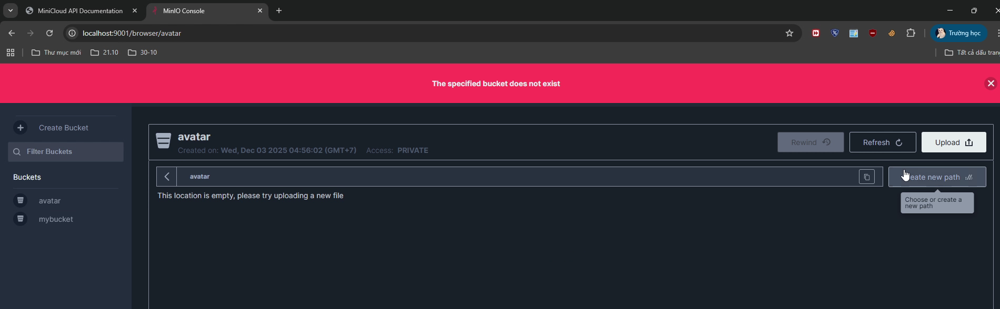 MiniCloud API Documentation
MinIO Console
localhost:9001/browser/avatar
Trường học
Thư mục mới
21.10
30-10
Tất cả dấu trang
The specified bucket does not exist
Create Bucket
Filter Buckets
Buckets
avatar
mybucket
avatar
Created on: Wed, Dec 03 2025 04:56:02 (GMT+7) Access: PRIVATE
Rewind
Refresh
Upload
avatar
eate new path
This location is empty, please try uploading a new file
Choose or create a
new path